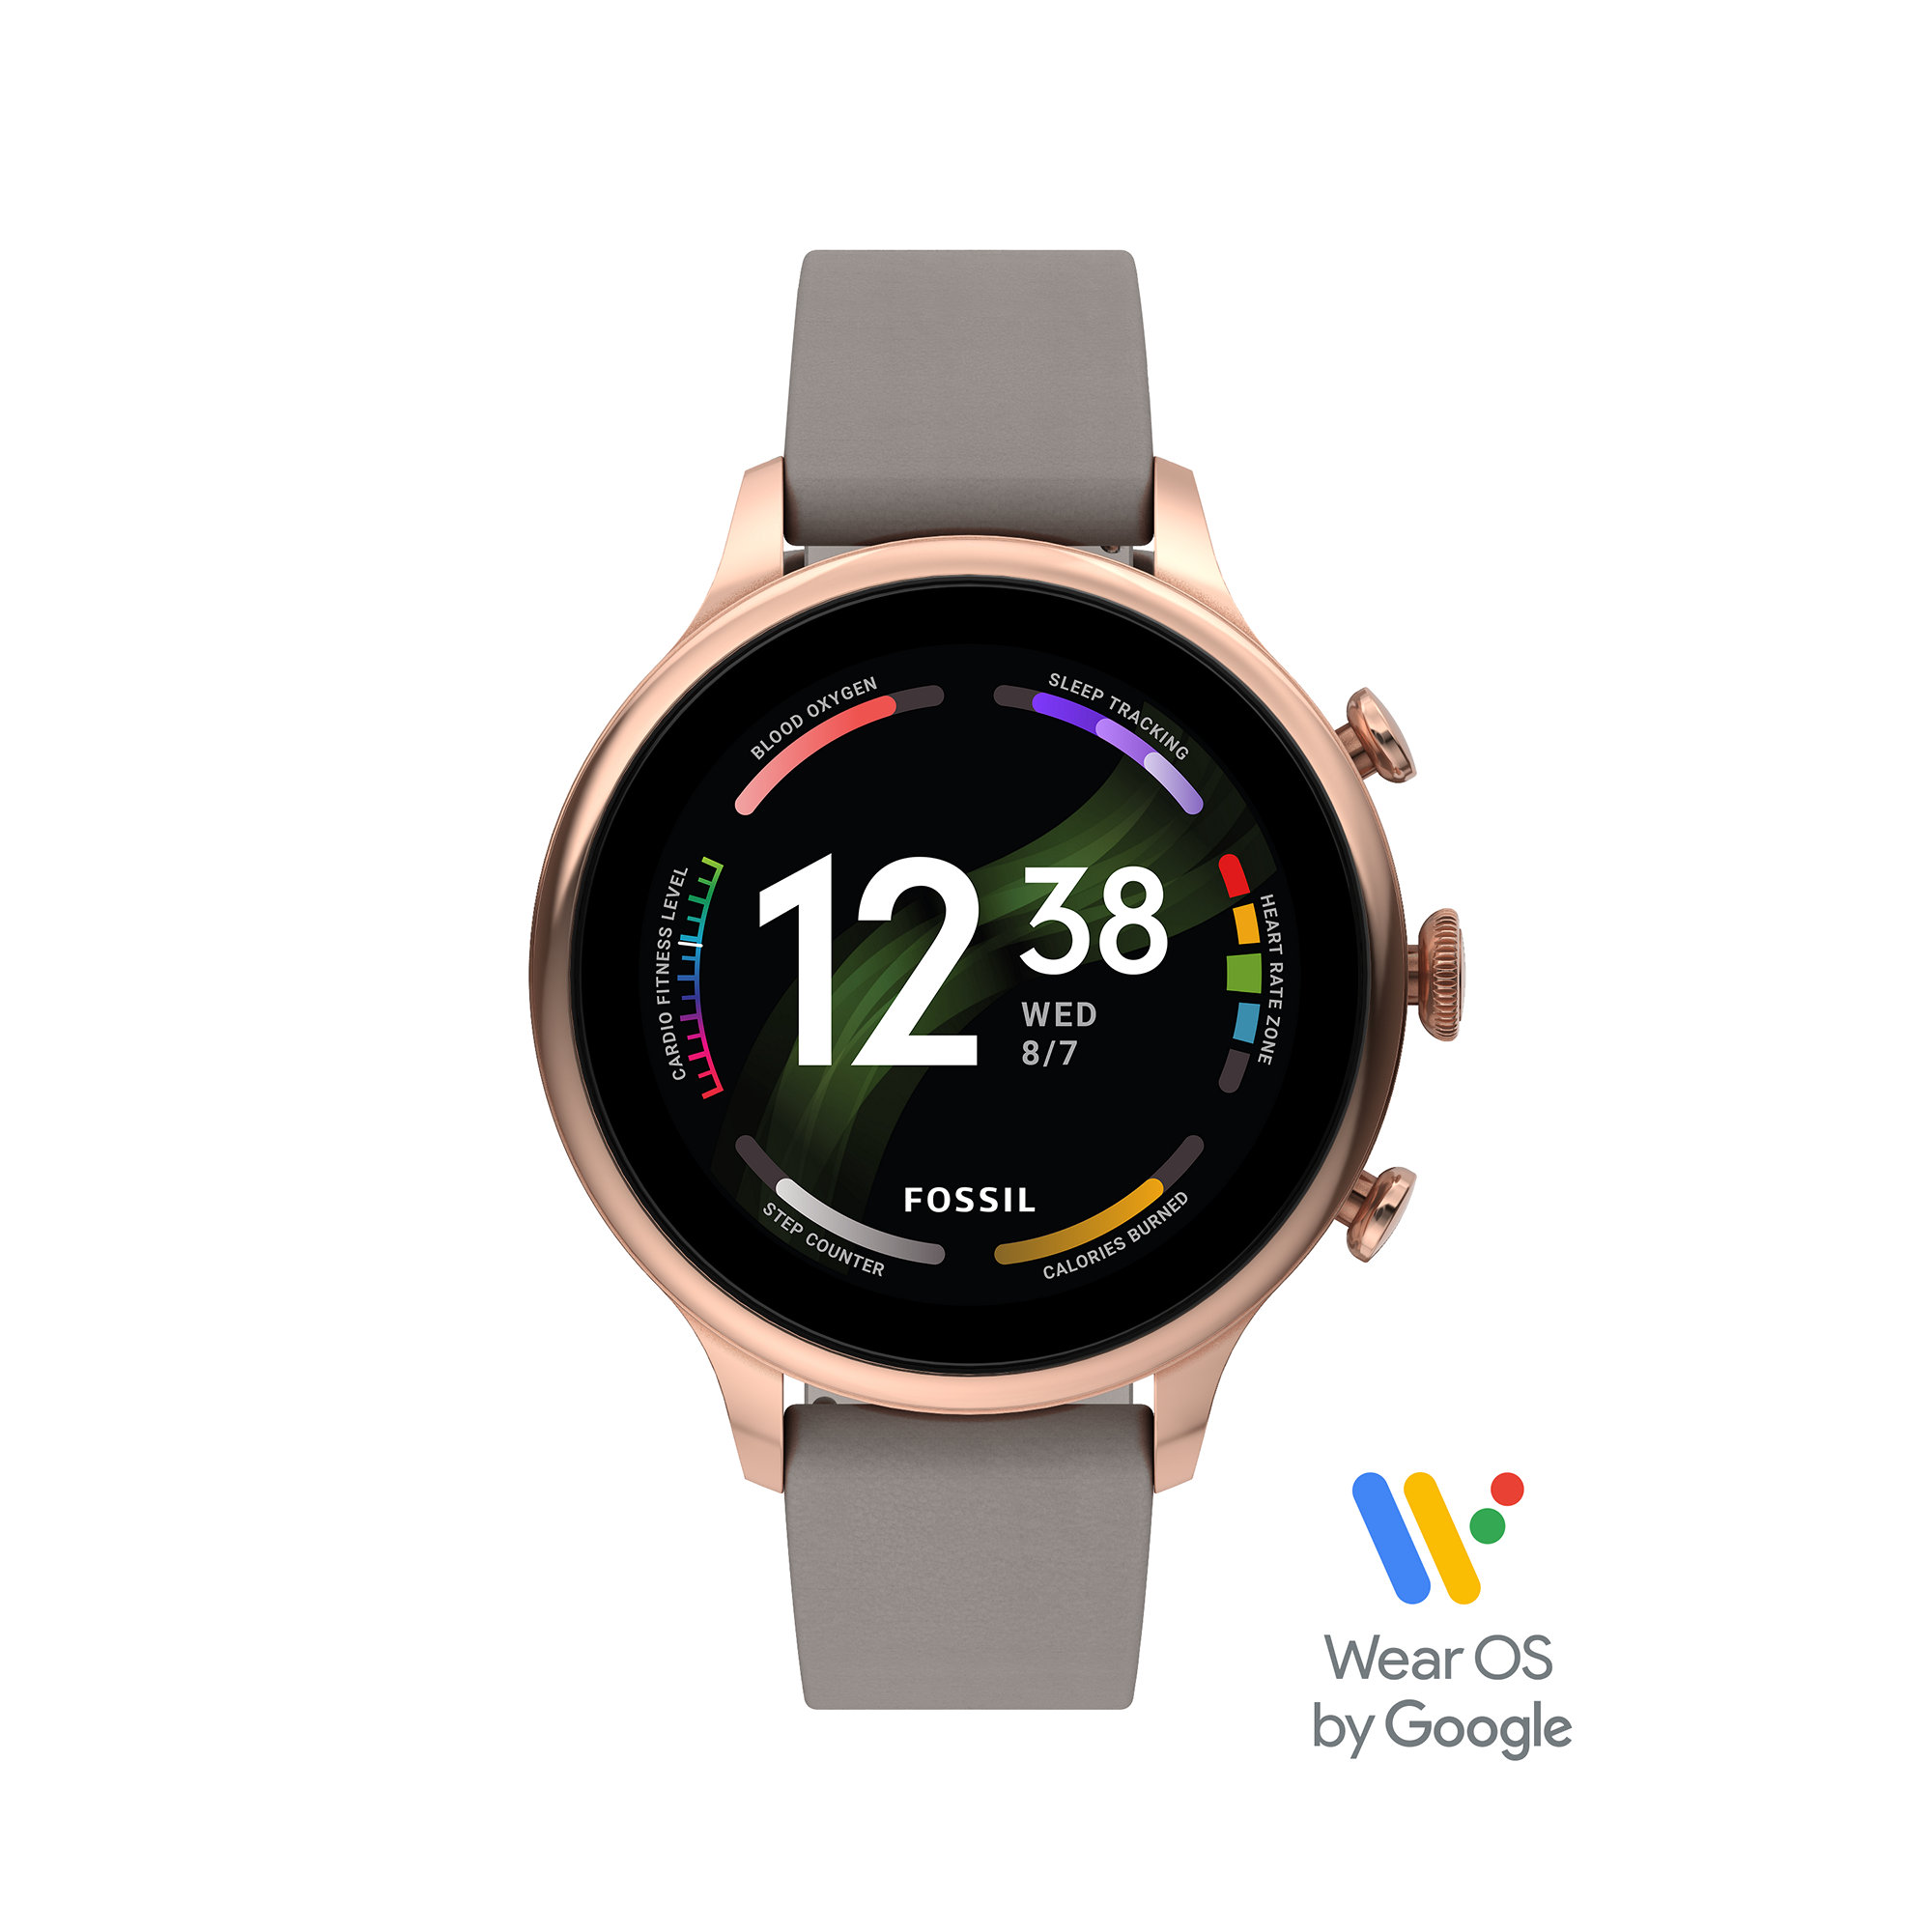 BLOOD OXYGEN
SLEEP TRACKING
CARDIO FITNESS LEVEL
12 38
WED
8/7
HEART RATE ZONE
FOSSIL
STEP COUNTER
CALORIES BURNED
Wear OS
by Google